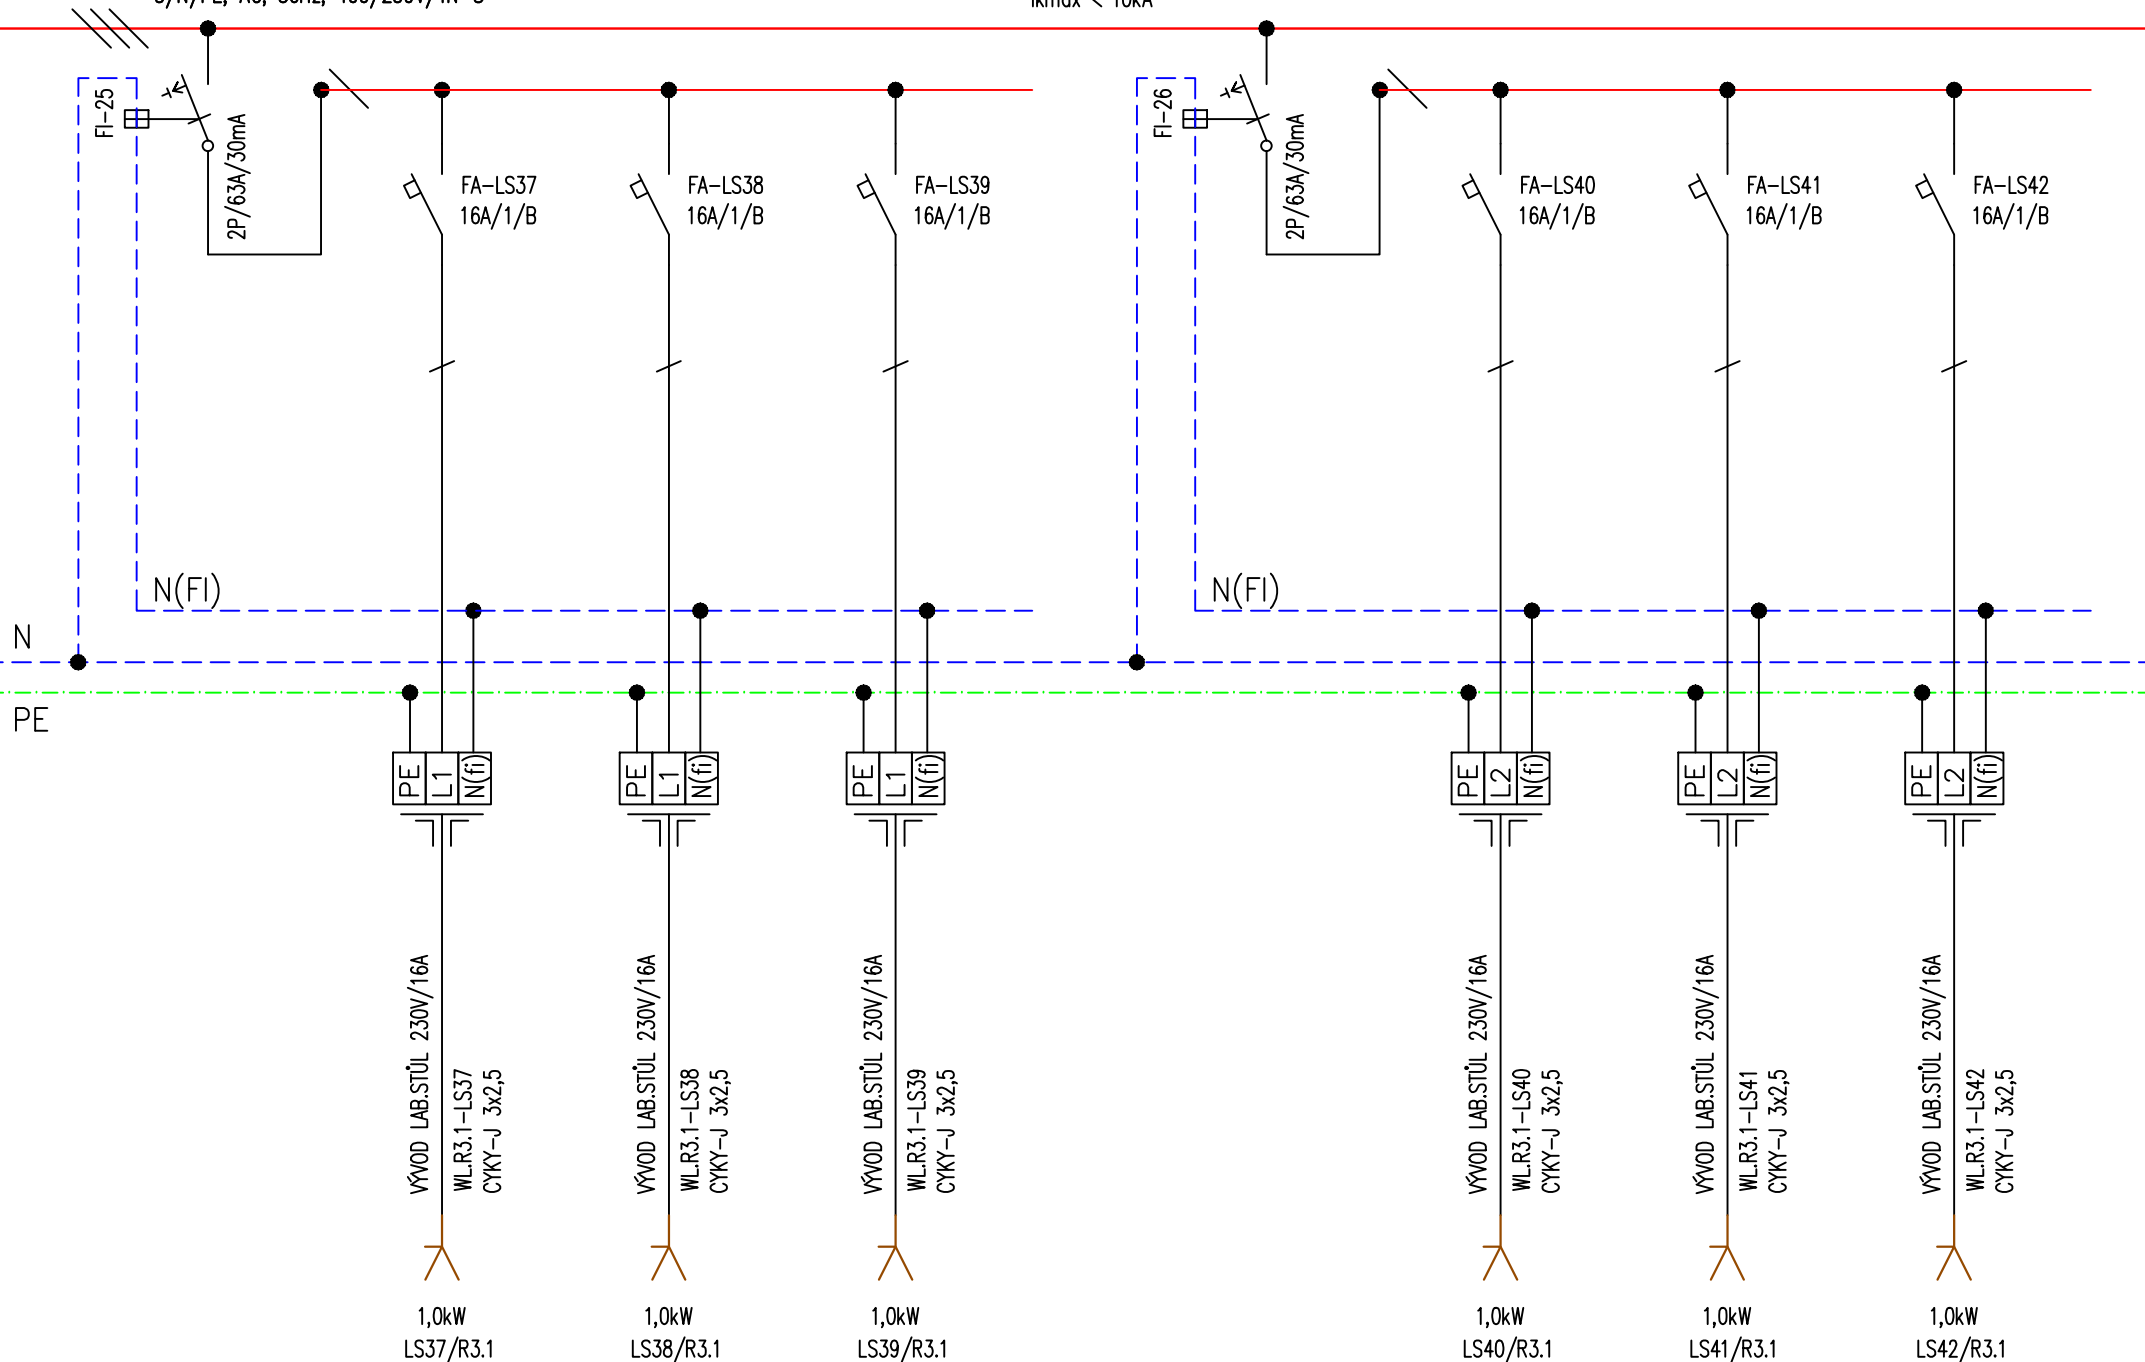 Ikmax < 10kA
FI-25
2P/63A/30mA
FA-LS37
16A/1/B
FA-LS38
16A/1/B
FA-LS39
16A/1/B
FI-26
2P/63A/30mA
FA-LS40
16A/1/B
FA-LS41
16A/1/B
FA-LS42
16A/1/B
N(FI)
N(FI)
N
PE
PE L1 N(fi)
PE L1 N(fi)
PE L1 N(fi)
PE L2 N(fi)
PE L2 N(fi)
PE L2 N(fi)
VÝVOD LAB.STŮL 230V/16A
WL.R3.1-LS37
CYKY-J 3x2,5
VÝVOD LAB.STŮL 230V/16A
WL.R3.1-LS38
CYKY-J 3x2,5
VÝVOD LAB.STŮL 230V/16A
WL.R3.1-LS39
CYKY-J 3x2,5
VÝVOD LAB.STŮL 230V/16A
WL.R3.1-LS40
CYKY-J 3x2,5
VÝVOD LAB.STŮL 230V/16A
WL.R3.1-LS41
CYKY-J 3x2,5
VÝVOD LAB.STŮL 230V/16A
WL.R3.1-LS42
CYKY-J 3x2,5
1,0kW
LS37/R3.1
1,0kW
LS38/R3.1
1,0kW
LS39/R3.1
1,0kW
LS40/R3.1
1,0kW
LS41/R3.1
1,0kW
LS42/R3.1